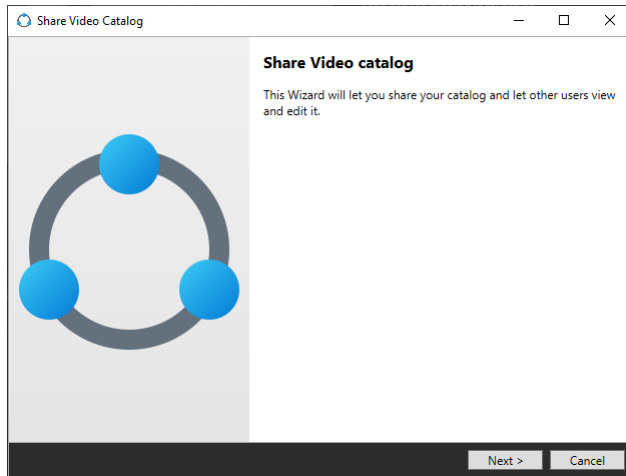 Share Video Catalog
Share Video catalog
This Wizard will let you share your catalog and let other users view
and edit it.
Next >
Cancel